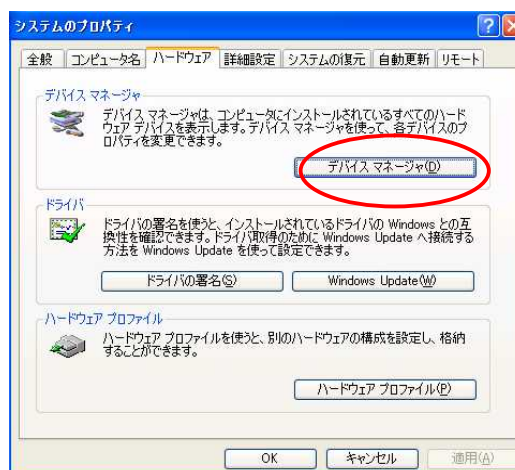 システムのプロパティ
全般 コンピュータ名 ハードウェア 詳細設定 システムの復元 自動更新 リモート
デバイス マネージャ
デバイス マネージャは、コンピュータにインストールされているすべてのハード
ウェア デバイスを表示します。デバイス マネージャを使って、各デバイスのプ
ロパティを変更できます。
デバイス マネージャ(D)
ドライバ
ドライバの署名を使うと、インストールされているドライバの Windows との互
換性を確認できます。ドライバ取得のために Windows Update へ接続する
方法を Windows Update を使って設定できます。
ドライバの署名(S) Windows Update(W)
ハードウェア プロファイル
ハードウェア プロファイルを使うと、別のハードウェアの構成を設定し、格納
することができます。
ハードウェア プロファイル(P)
OK キャンセル 適用(A)